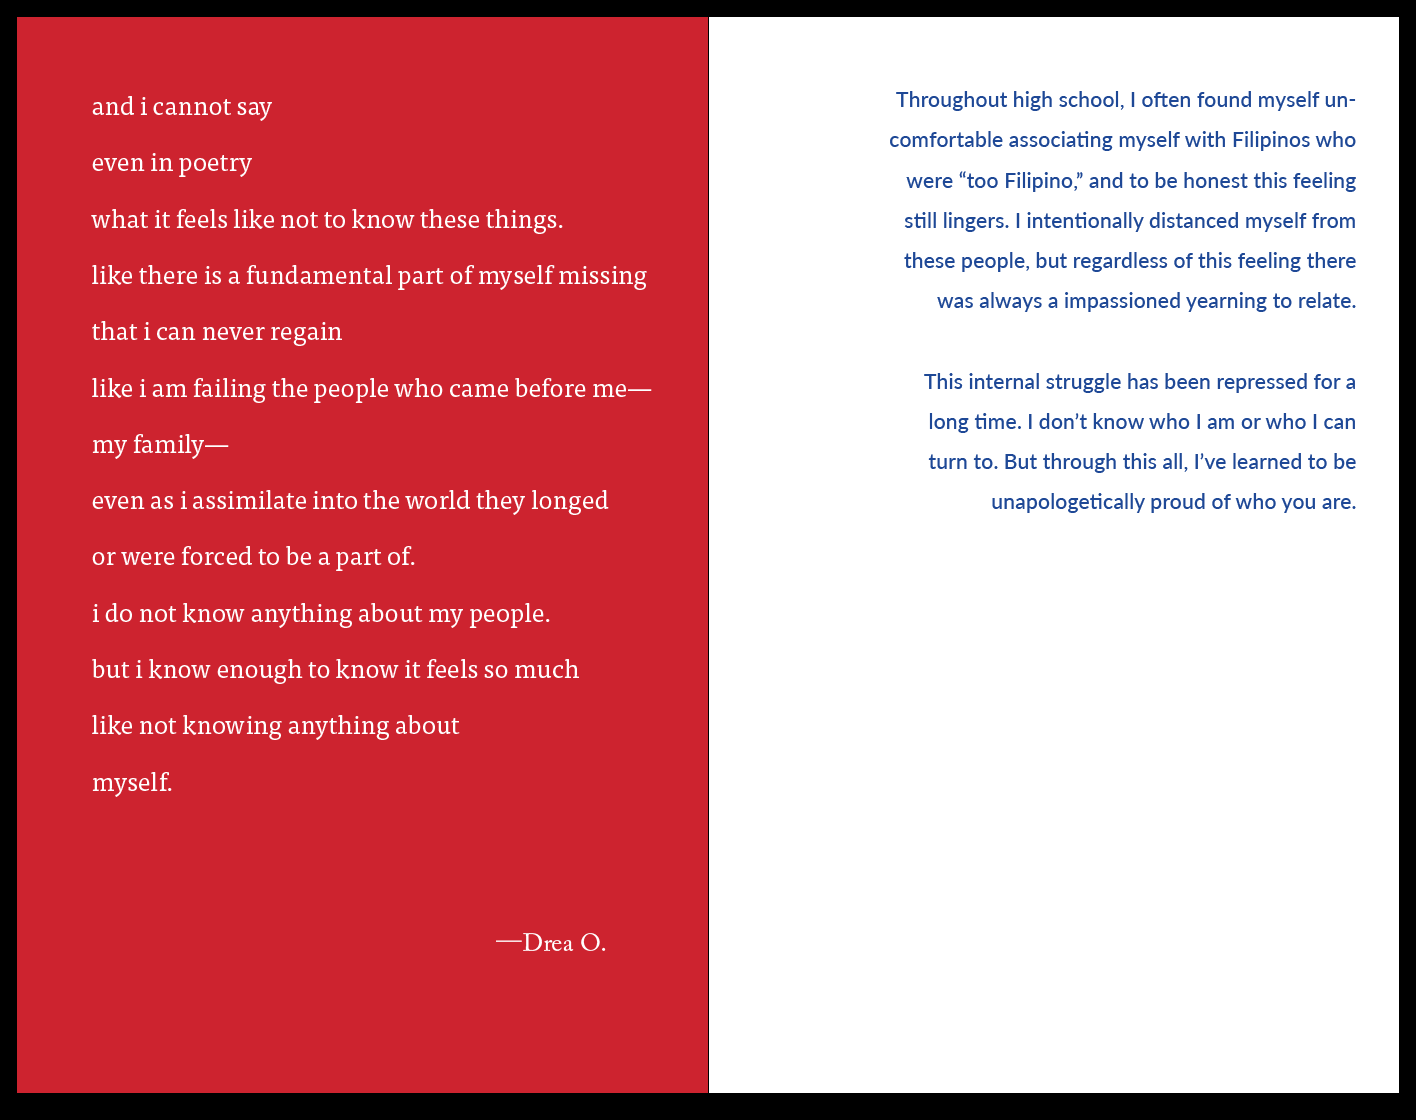 and i cannot say
even in poetry
what it feels like not to know these things.
like there is a fundamental part of myself missing
that i can never regain
like i am failing the people who came before me—
my family—
even as i assimilate into the world they longed
or were forced to be a part of.
i do not know anything about my people.
but i know enough to know it feels so much
like not knowing anything about
myself.
—Drea O.
Throughout high school, I often found myself un-
comfortable associating myself with Filipinos who
were “too Filipino,” and to be honest this feeling
still lingers. I intentionally distanced myself from
these people, but regardless of this feeling there
was always a impassioned yearning to relate.
This internal struggle has been repressed for a
long time. I don’t know who I am or who I can
turn to. But through this all, I’ve learned to be
unapologetically proud of who you are.